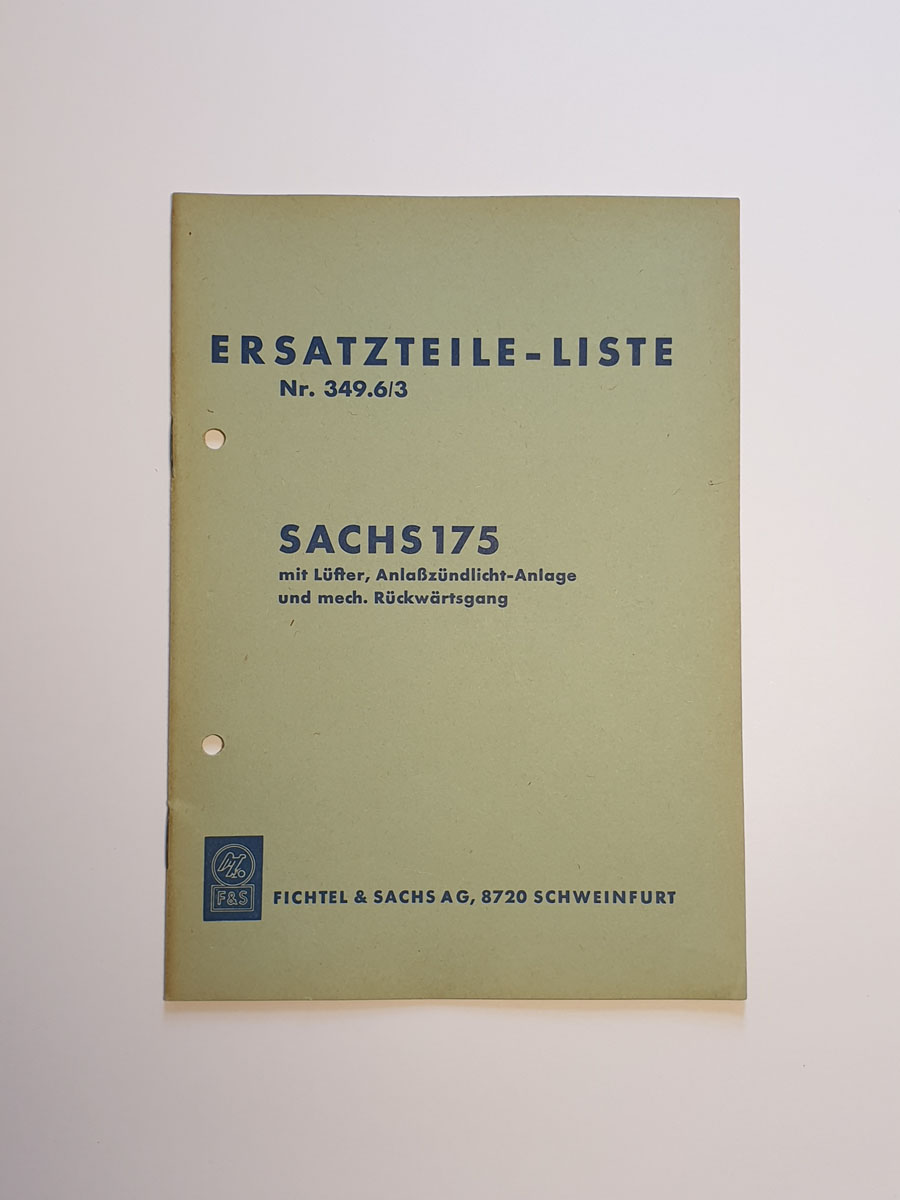 ERSATZTEILE-LISTE
Nr. 349.6/3
SACHS 175
mit Lüfter, Anlaßzündlicht-Anlage
und mech. Rückwärtsgang
F&S
FICHTEL & SACHS AG, 8720 SCHWEINFURT